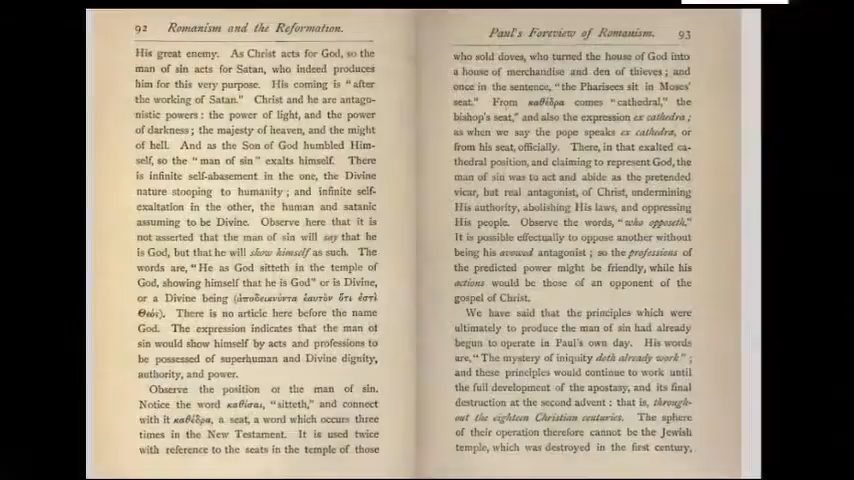 92 Romanism and the Reformation.
His great enemy. As Christ acts for God, so the
man of sin acts for Satan, who indeed produces
him for this very purpose. His coming is “after
the working of Satan.” Christ and he are antago-
nistic powers: the power of light, and the power
of darkness; the majesty of heaven, and the might
of hell. And as the Son of God humbled Him-
self, so the “man of sin” exalts himself. There
is infinite self-abasement in the one, the Divine
nature stooping to humanity; and infinite self-
exaltation in the other, the human and satanic
assuming to be Divine. Observe here that it is
not asserted that the man of sin will say that he
is God, but that he will show himself as such. The
words are, “He as God sitteth in the temple of
God, showing himself that he is God” or is Divine,
or a Divine being (ἀποδεικνύντα ἑαυτὸν ὅτι ἐστὶ
Θεός). There is no article here before the name
God. The expression indicates that the man of
sin would show himself by acts and professions to
be possessed of superhuman and Divine dignity,
authority, and power.
Observe the position of the man of sin.
Notice the word καθίσαι, “sitteth,” and connect
with it καθέδρα, a seat, a word which occurs three
times in the New Testament. It is used twice
with reference to the seats in the temple of those
Paul's Foreview of Romanism. 93
who sold doves, who turned the house of God into
a house of merchandise and den of thieves; and
once in the sentence, “the Pharisees sit in Moses'
seat.” From καθέδρα comes “cathedral,” the
bishop's seat,” and also the expression ex cathedra;
as when we say the pope speaks ex cathedra, or
from his seat, officially. There, in that exalted ca-
thedral position, and claiming to represent God, the
man of sin was to act and abide as the pretended
vicar, but real antagonist, of Christ, undermining
His authority, abolishing His laws, and oppressing
His people. Observe the words, “who opposeth.”
It is possible effectually to oppose another without
being his avowed antagonist; so the professions of
the predicted power might be friendly, while his
actions would be those of an opponent of the
gospel of Christ.
We have said that the principles which were
ultimately to produce the man of sin had already
begun to operate in Paul's own day. His words
are, “The mystery of iniquity doth already work”;
and these principles would continue to work until
the full development of the apostasy, and its final
destruction at the second advent: that is, through-
out the eighteen Christian centuries. The sphere
of their operation therefore cannot be the Jewish
temple, which was destroyed in the first century,